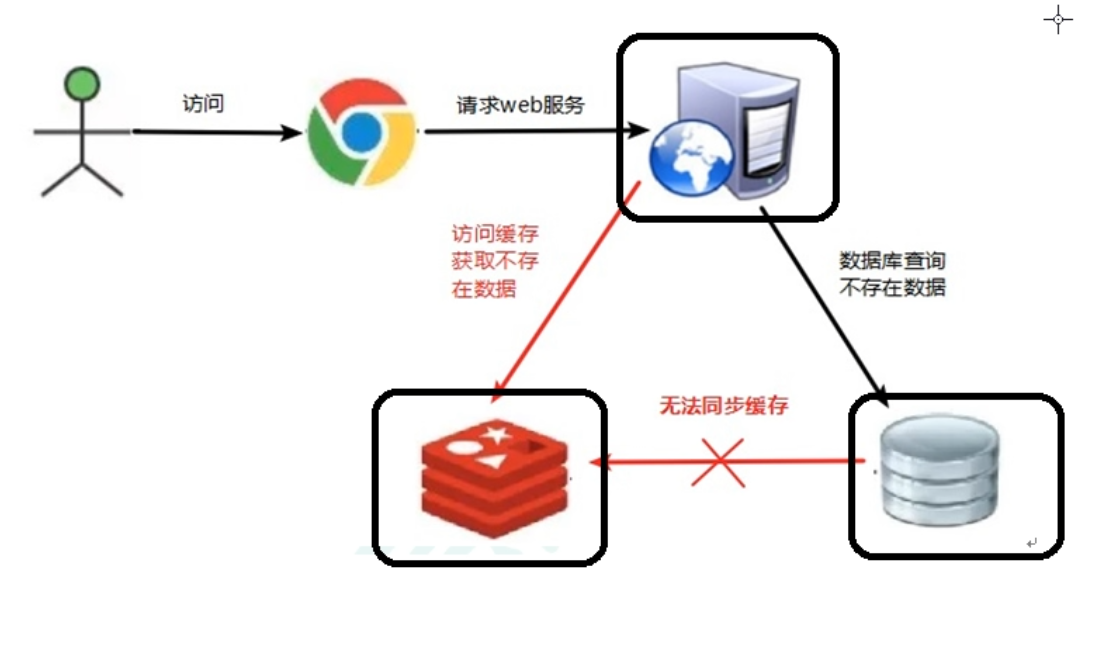 访问
请求web服务
访问缓存
获取不存
在数据
数据库查询
不存在数据
无法同步缓存